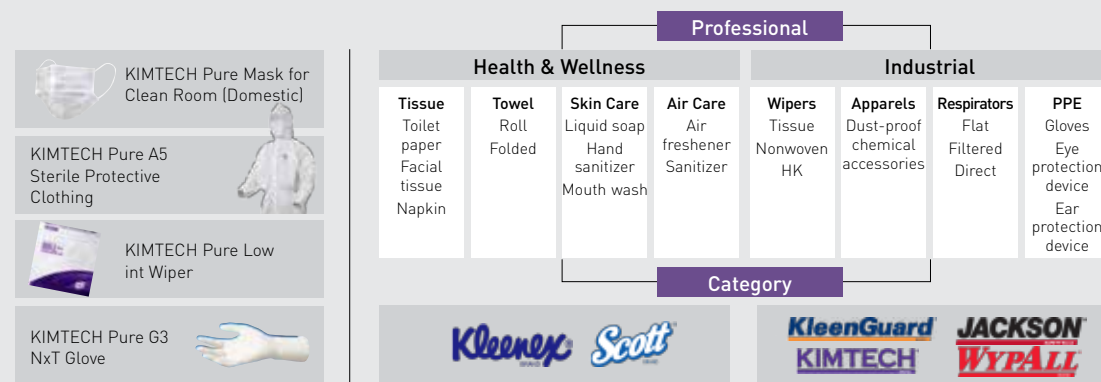 KIMTECH Pure Mask for
Clean Room (Domestic)
KIMTECH Pure A5
Sterile Protective
Clothing
KIMTECH Pure Low
int Wiper
KIMTECH Pure G3
NxT Glove
Professional
Health & Wellness
Industrial
Tissue
Toilet
paper
Facial
tissue
Napkin
Towel
Roll
Folded
Skin Care
Liquid soap
Hand
sanitizer
Mouth wash
Air Care
Air
freshener
Sanitizer
Wipers
Tissue
Nonwoven
HK
Apparels
Dust-proof
chemical
accessories
Respirators
Flat
Filtered
Direct
PPE
Gloves
Eye
protection
device
Ear
protection
device
Category
Kleenex
BRAND
Scott
KleenGuard
KIMTECH
JACKSON
WYPALL